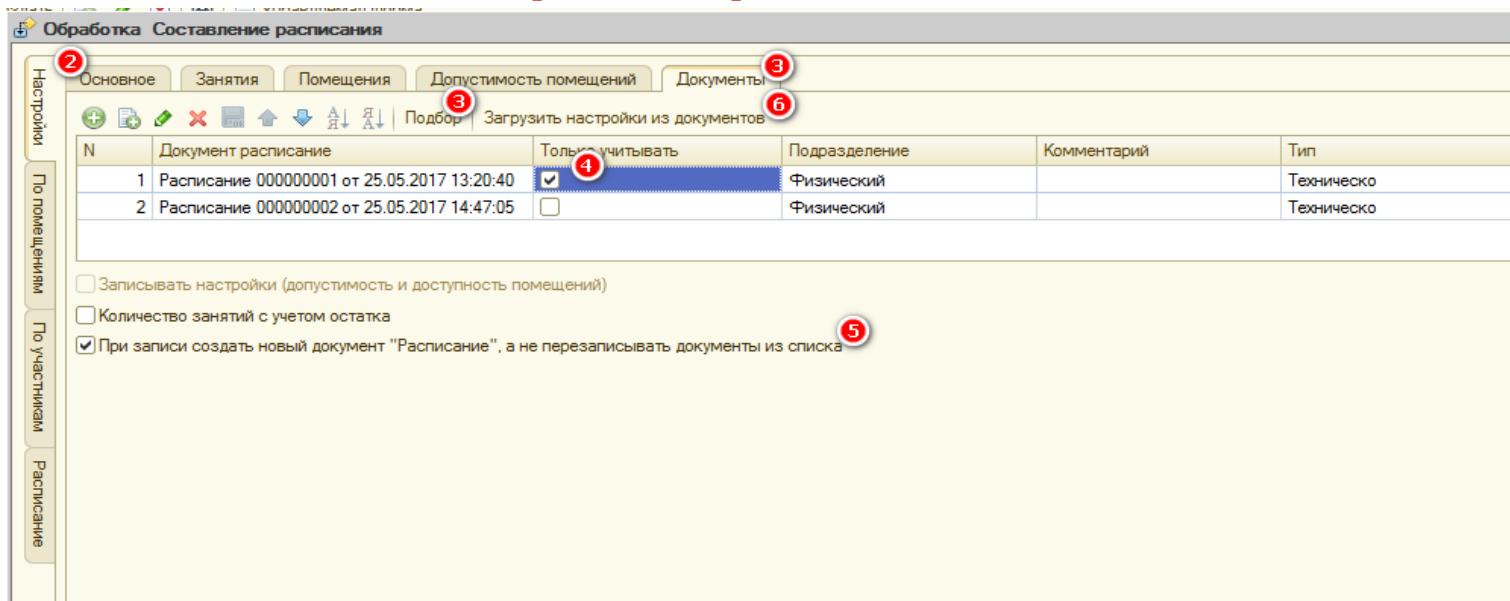 Обработка Составление расписания
2
Основное Занятия Помещения Допустимость помещений Документы 3
3 6
Подбор Загрузить настройки из документов
N Документ расписание Только учитывать Подразделение Комментарий Тип
4
1 Расписание 000000001 от 25.05.2017 13:20:40 Физический Техническо
2 Расписание 000000002 от 25.05.2017 14:47:05 Физический Техническо
Записывать настройки (допустимость и доступность помещений)
Количество занятий с учетом остатка
При записи создать новый документ "Расписание", а не перезаписывать документы из списка 5
Настройки
По помещениям
По участникам
Расписание